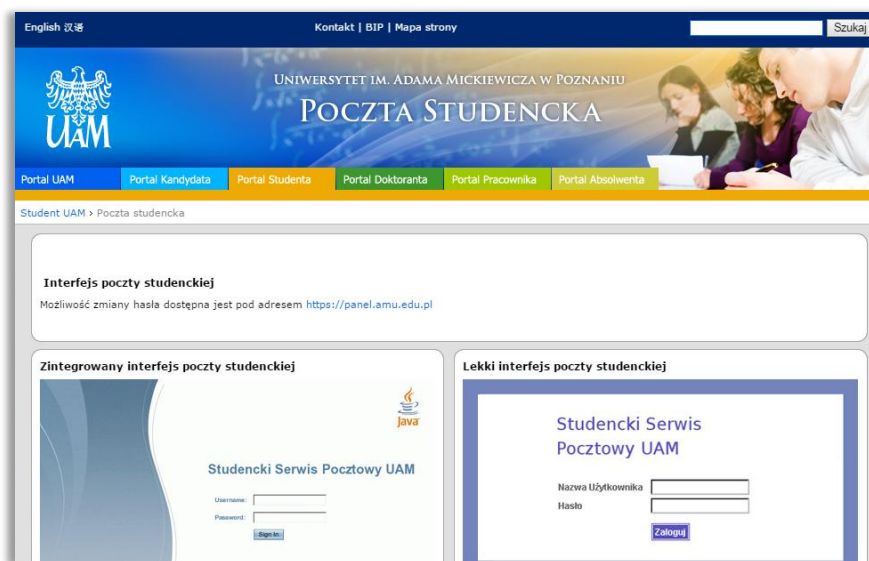 English 汉语
Kontakt | BIP | Mapa strony
Szukaj
UAM
UNIWERSYTET IM. ADAMA MICKIEWICZA W POZNANIU
POCZTA STUDENCKA
Portal UAM Portal Kandydata Portal Studenta Portal Doktoranta Portal Pracownika Portal Absolwenta
Student UAM › Poczta studencka
Interfejs poczty studenckiej
Możliwość zmiany hasła dostępna jest pod adresem https://panel.amu.edu.pl
Zintegrowany interfejs poczty studenckiej
Java
Studencki Serwis Pocztowy UAM
Username:
Password:
Sign In
Lekki interfejs poczty studenckiej
Studencki Serwis
Pocztowy UAM
Nazwa Użytkownika
Hasło
Zaloguj